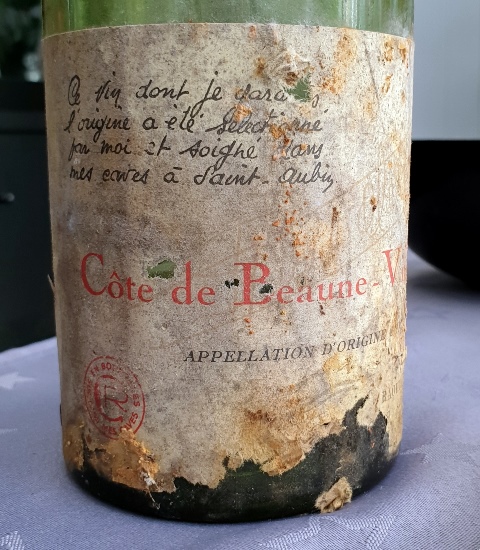 Ce vin dont je
l'origine a été sélectionné
par moi et soigné dans
mes caves à Saint-Aubin
Côte de Beaune-Vi
APPELLATION D'ORIGINE